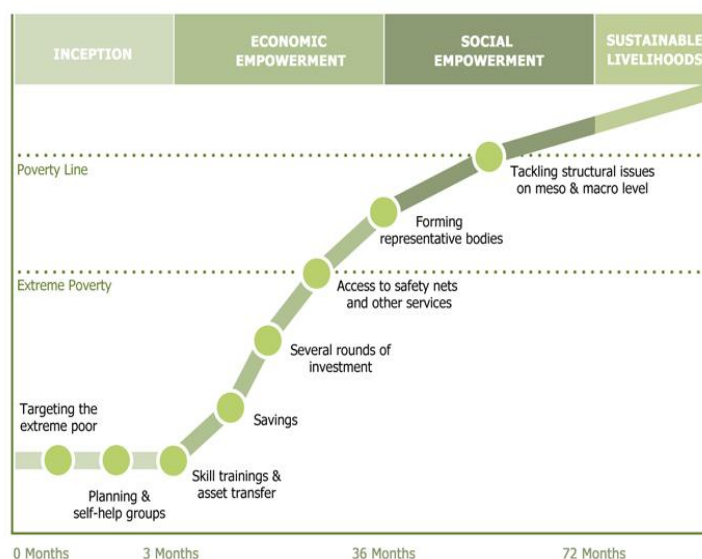 INCEPTION
ECONOMIC
EMPOWERMENT
SOCIAL
EMPOWERMENT
SUSTAINABLE
LIVELIHOODS
Poverty Line
Tackling structural issues
on meso & macro level
Forming
representative bodies
Extreme Poverty
Access to safety nets
and other services
Several rounds of
investment
Targeting the
extreme poor
Savings
Planning &
self-help groups
Skill trainings &
asset transfer
0 Months
3 Months
36 Months
72 Months